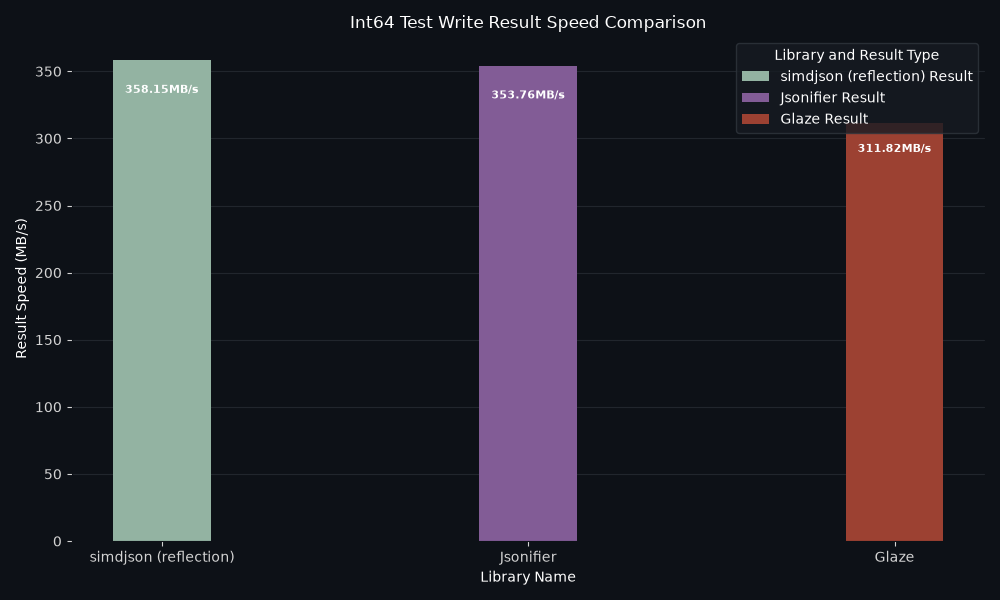 Int64 Test Write Result Speed Comparison
Library and Result Type
simdjson (reflection) Result
Jsonifier Result
Glaze Result
358.15MB/s
353.76MB/s
311.82MB/s
Result Speed (MB/s)
350
300
250
200
150
100
50
0
simdjson (reflection)
Jsonifier
Glaze
Library Name